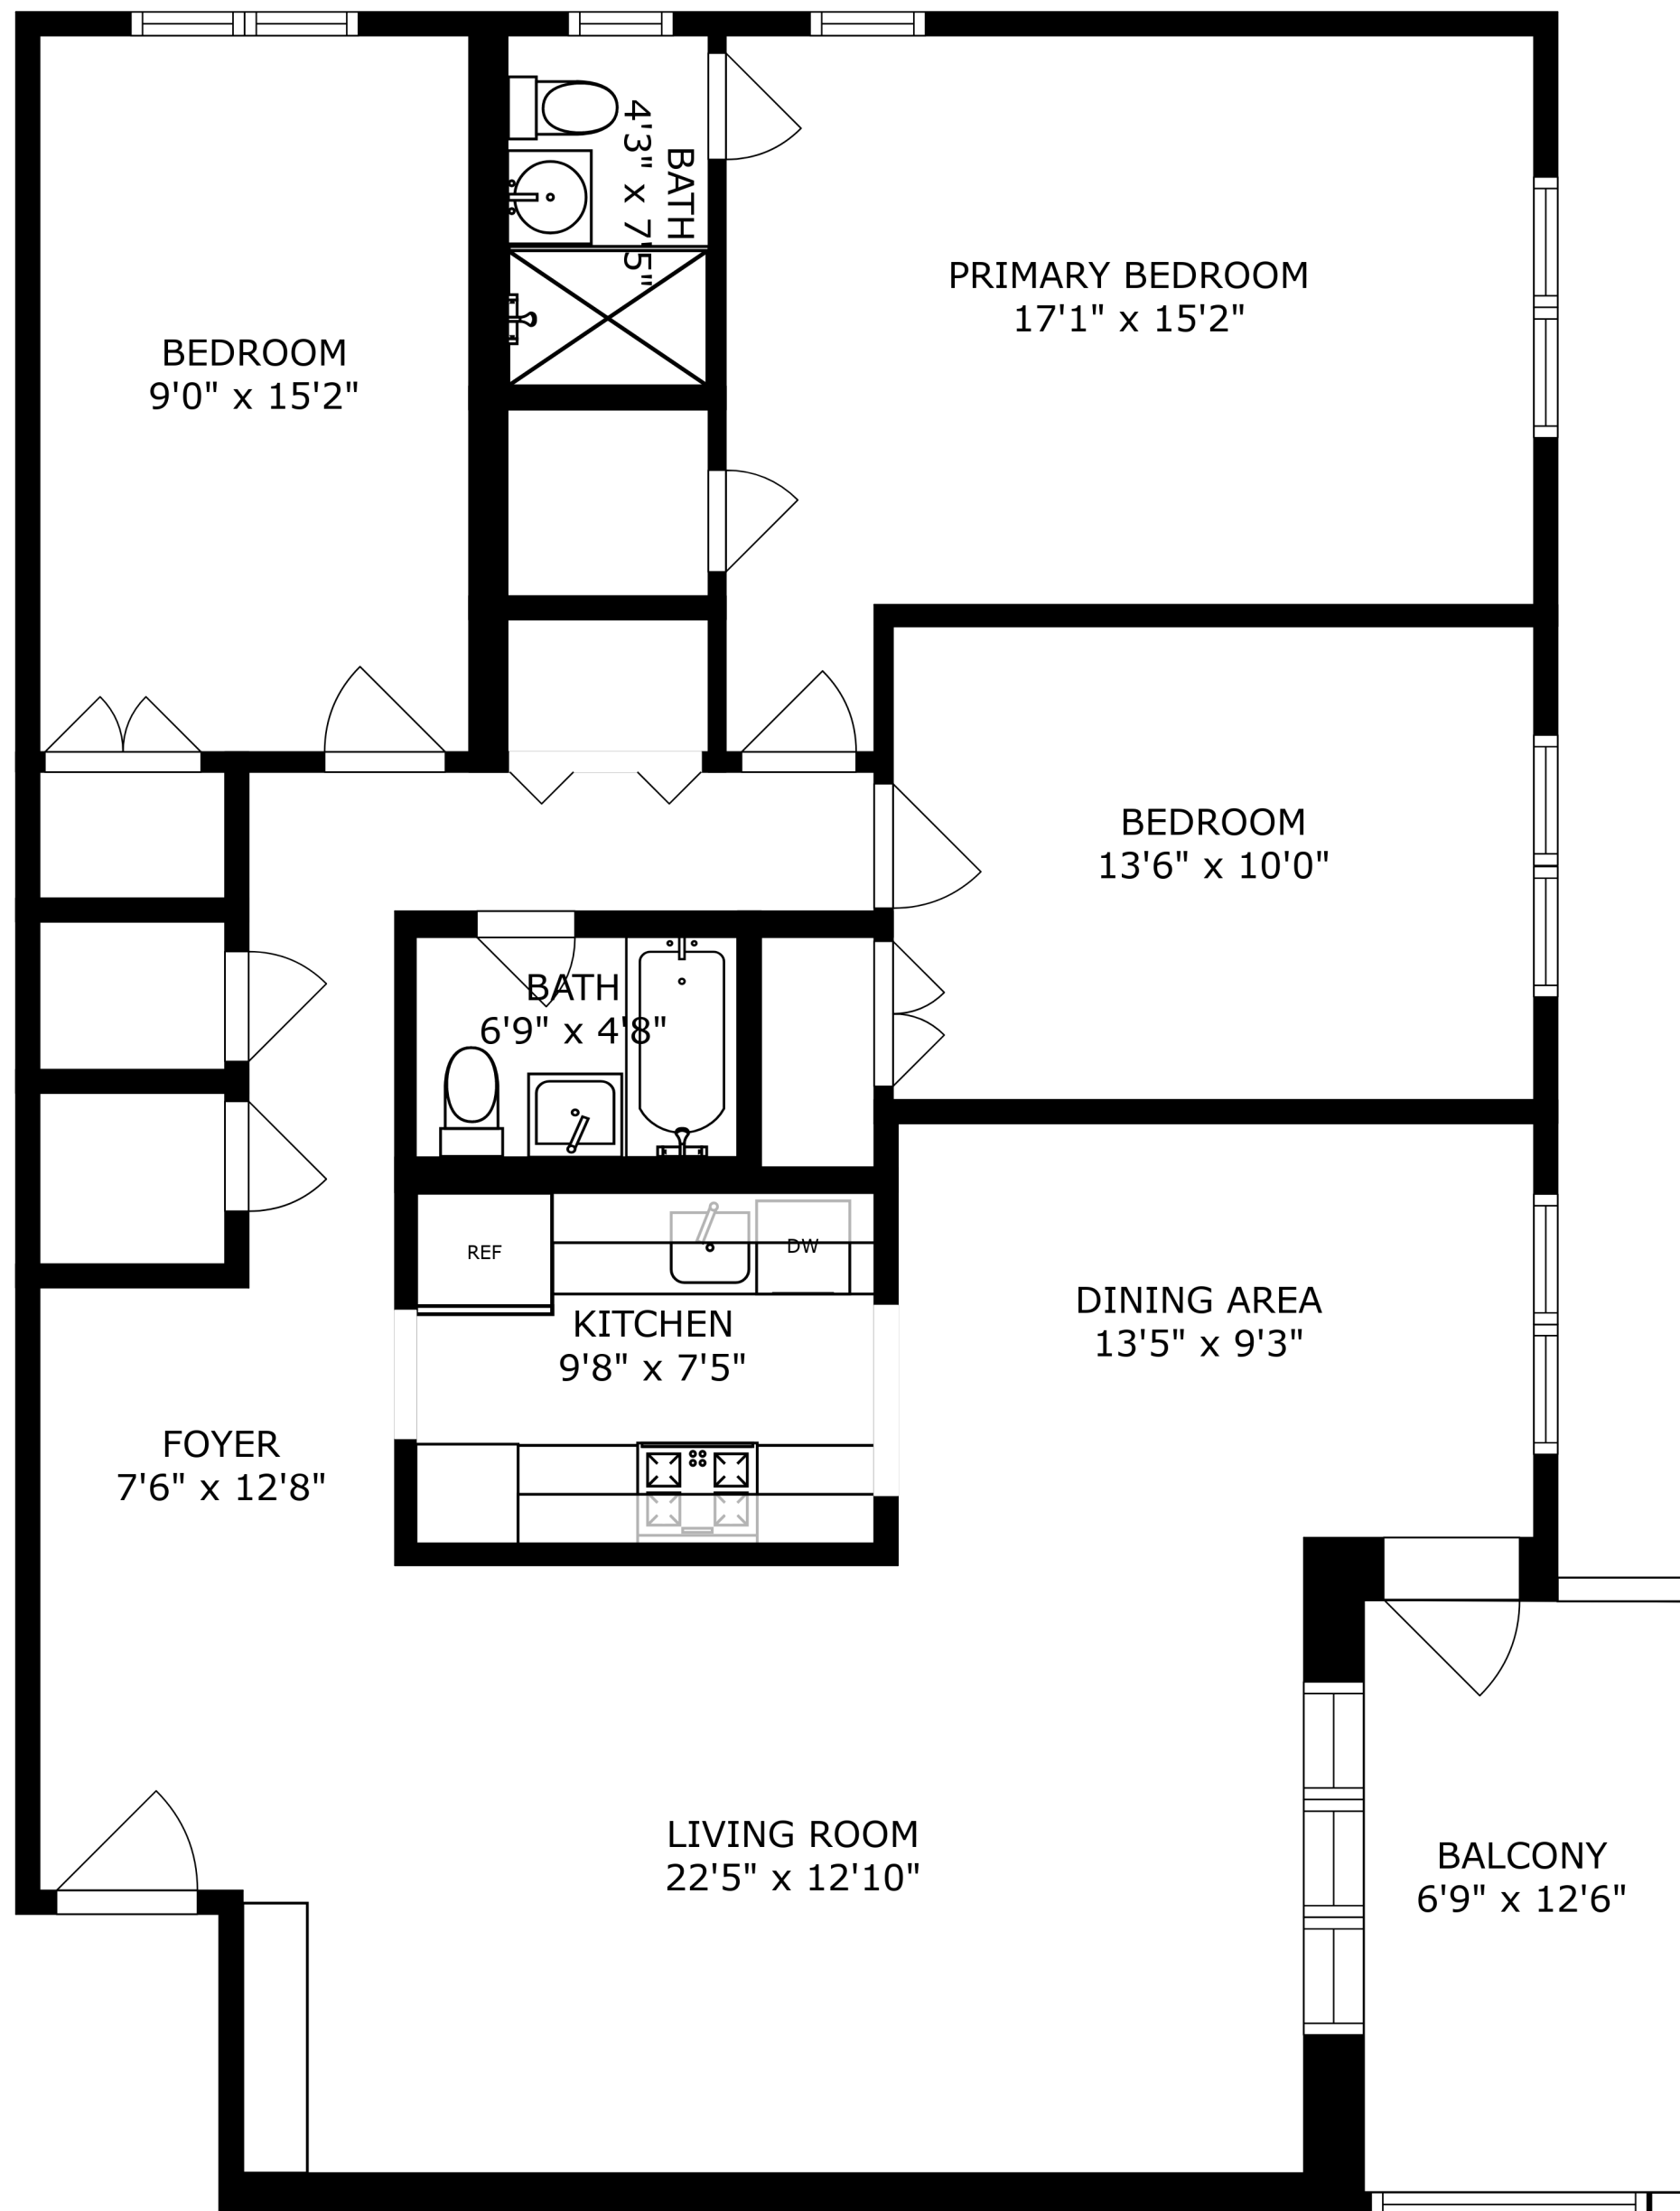 BATH
4'3" x 7'5"
PRIMARY BEDROOM
17'1" x 15'2"
BEDROOM
9'0" x 15'2"
BEDROOM
13'6" x 10'0"
BATH
6'9" x 4'8"
REF
DW
KITCHEN
9'8" x 7'5"
DINING AREA
13'5" x 9'3"
FOYER
7'6" x 12'8"
LIVING ROOM
22'5" x 12'10"
BALCONY
6'9" x 12'6"